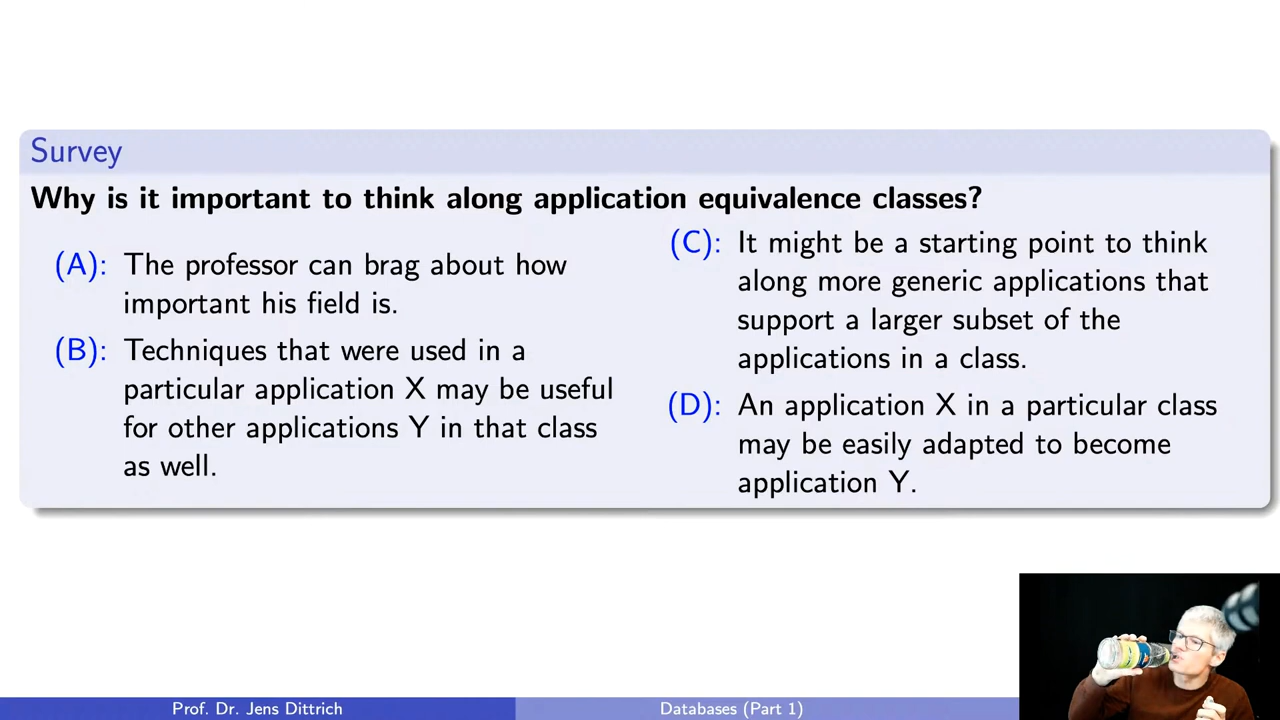 Survey
Why is it important to think along application equivalence classes?
(A): The professor can brag about how
important his field is.
(B): Techniques that were used in a
particular application X may be useful
for other applications Y in that class
as well.
(C): It might be a starting point to think
along more generic applications that
support a larger subset of the
applications in a class.
(D): An application X in a particular class
may be easily adapted to become
application Y.
Prof. Dr. Jens Dittrich
Databases (Part 1)